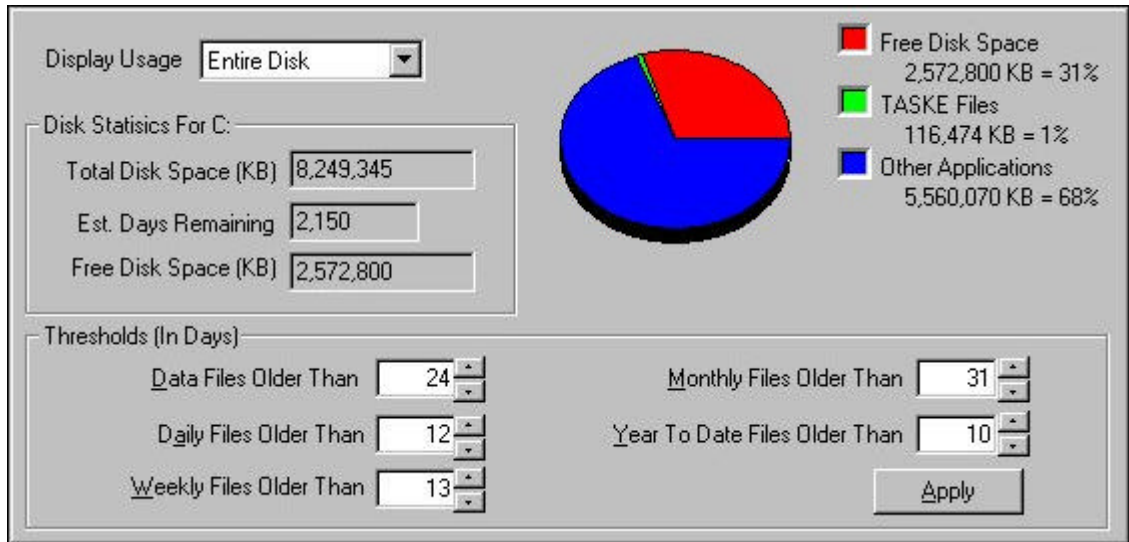 Display Usage Entire Disk
Free Disk Space
2,572,800 KB = 31%
TASKE Files
116,474 KB = 1%
Other Applications
5,560,070 KB = 68%
Disk Statisics For C:
Total Disk Space (KB) 8,249,345
Est. Days Remaining 2,150
Free Disk Space (KB) 2,572,800
Thresholds (In Days)
Data Files Older Than 24
Daily Files Older Than 12
Weekly Files Older Than 13
Monthly Files Older Than 31
Year To Date Files Older Than 10
Apply